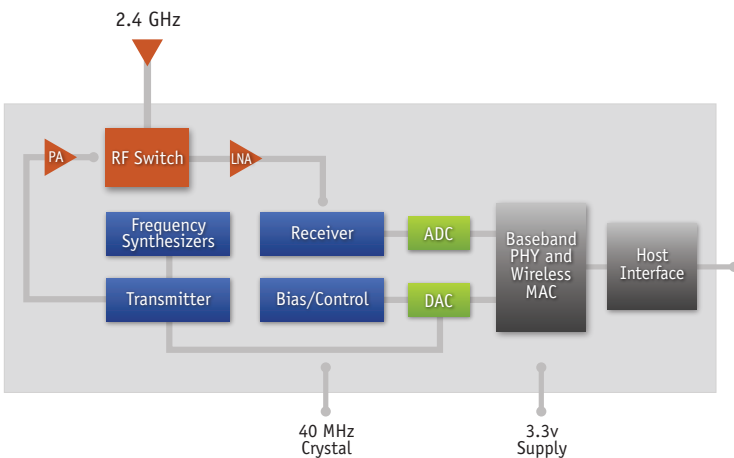 2.4 GHz
PA
RF Switch
LNA
Frequency
Synthesizers
Receiver
ADC
Baseband
PHY and
Wireless
MAC
Host
Interface
Transmitter
Bias/Control
DAC
40 MHz
Crystal
3.3v
Supply